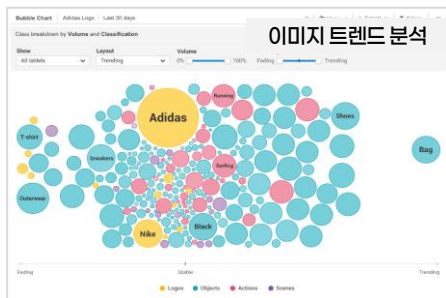 Bubble Chart Adidas Logo Last 30 days
이미지 트렌드 분석
Class breakdown by Volume and Classification
Show Layout Volume
All labels Trending 0% 100% Fading Trending
Running
Adidas
Shoes
T-shirt
Bag
Sneakers
Surfing
Outerwear
Black
Nike
Fading Stable Trending
Logos Objects Actions Scenes